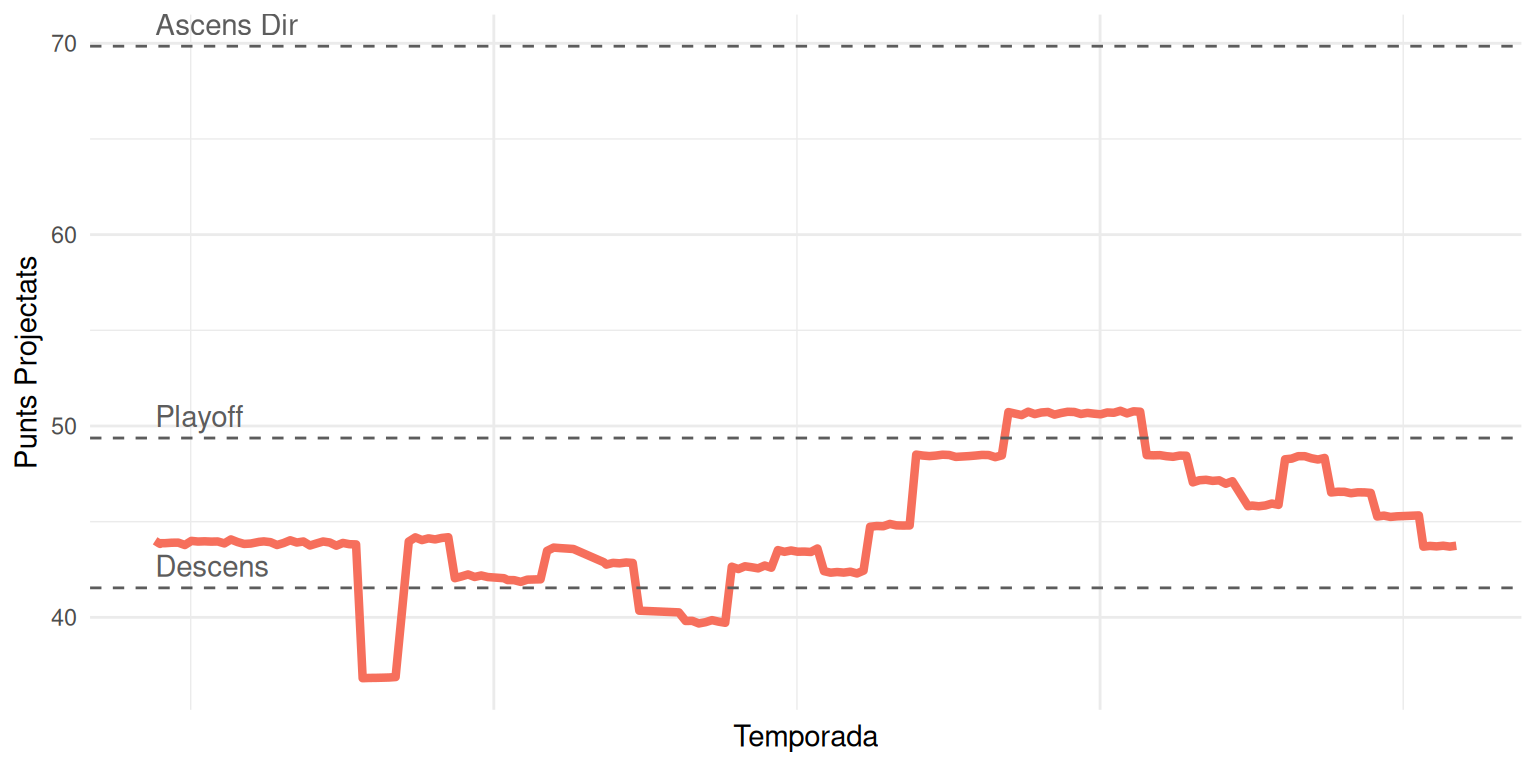 Ascens Dir
70
60
Punts Projectats
Playoff
50
Descens
40
Temporada